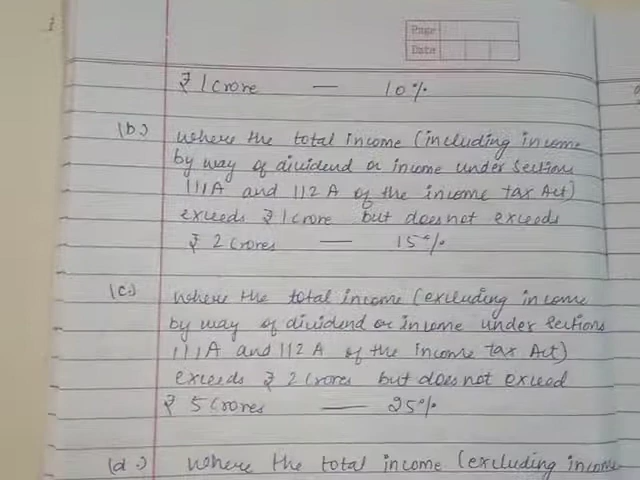 Page
Date
₹ 1 Crore — 10%
(b) where the total income (including income
by way of dividend or income under sections
111A and 112A of the income tax Act)
exceeds ₹ 1 crore but does not exceeds
₹ 2 crores — 15%
(c) where the total income (excluding income
by way of dividend or income under sections
111A and 112A of the income tax Act)
exceeds ₹ 2 crores but does not exceed
₹ 5 crores — 25%
(d.) where the total income (excluding income